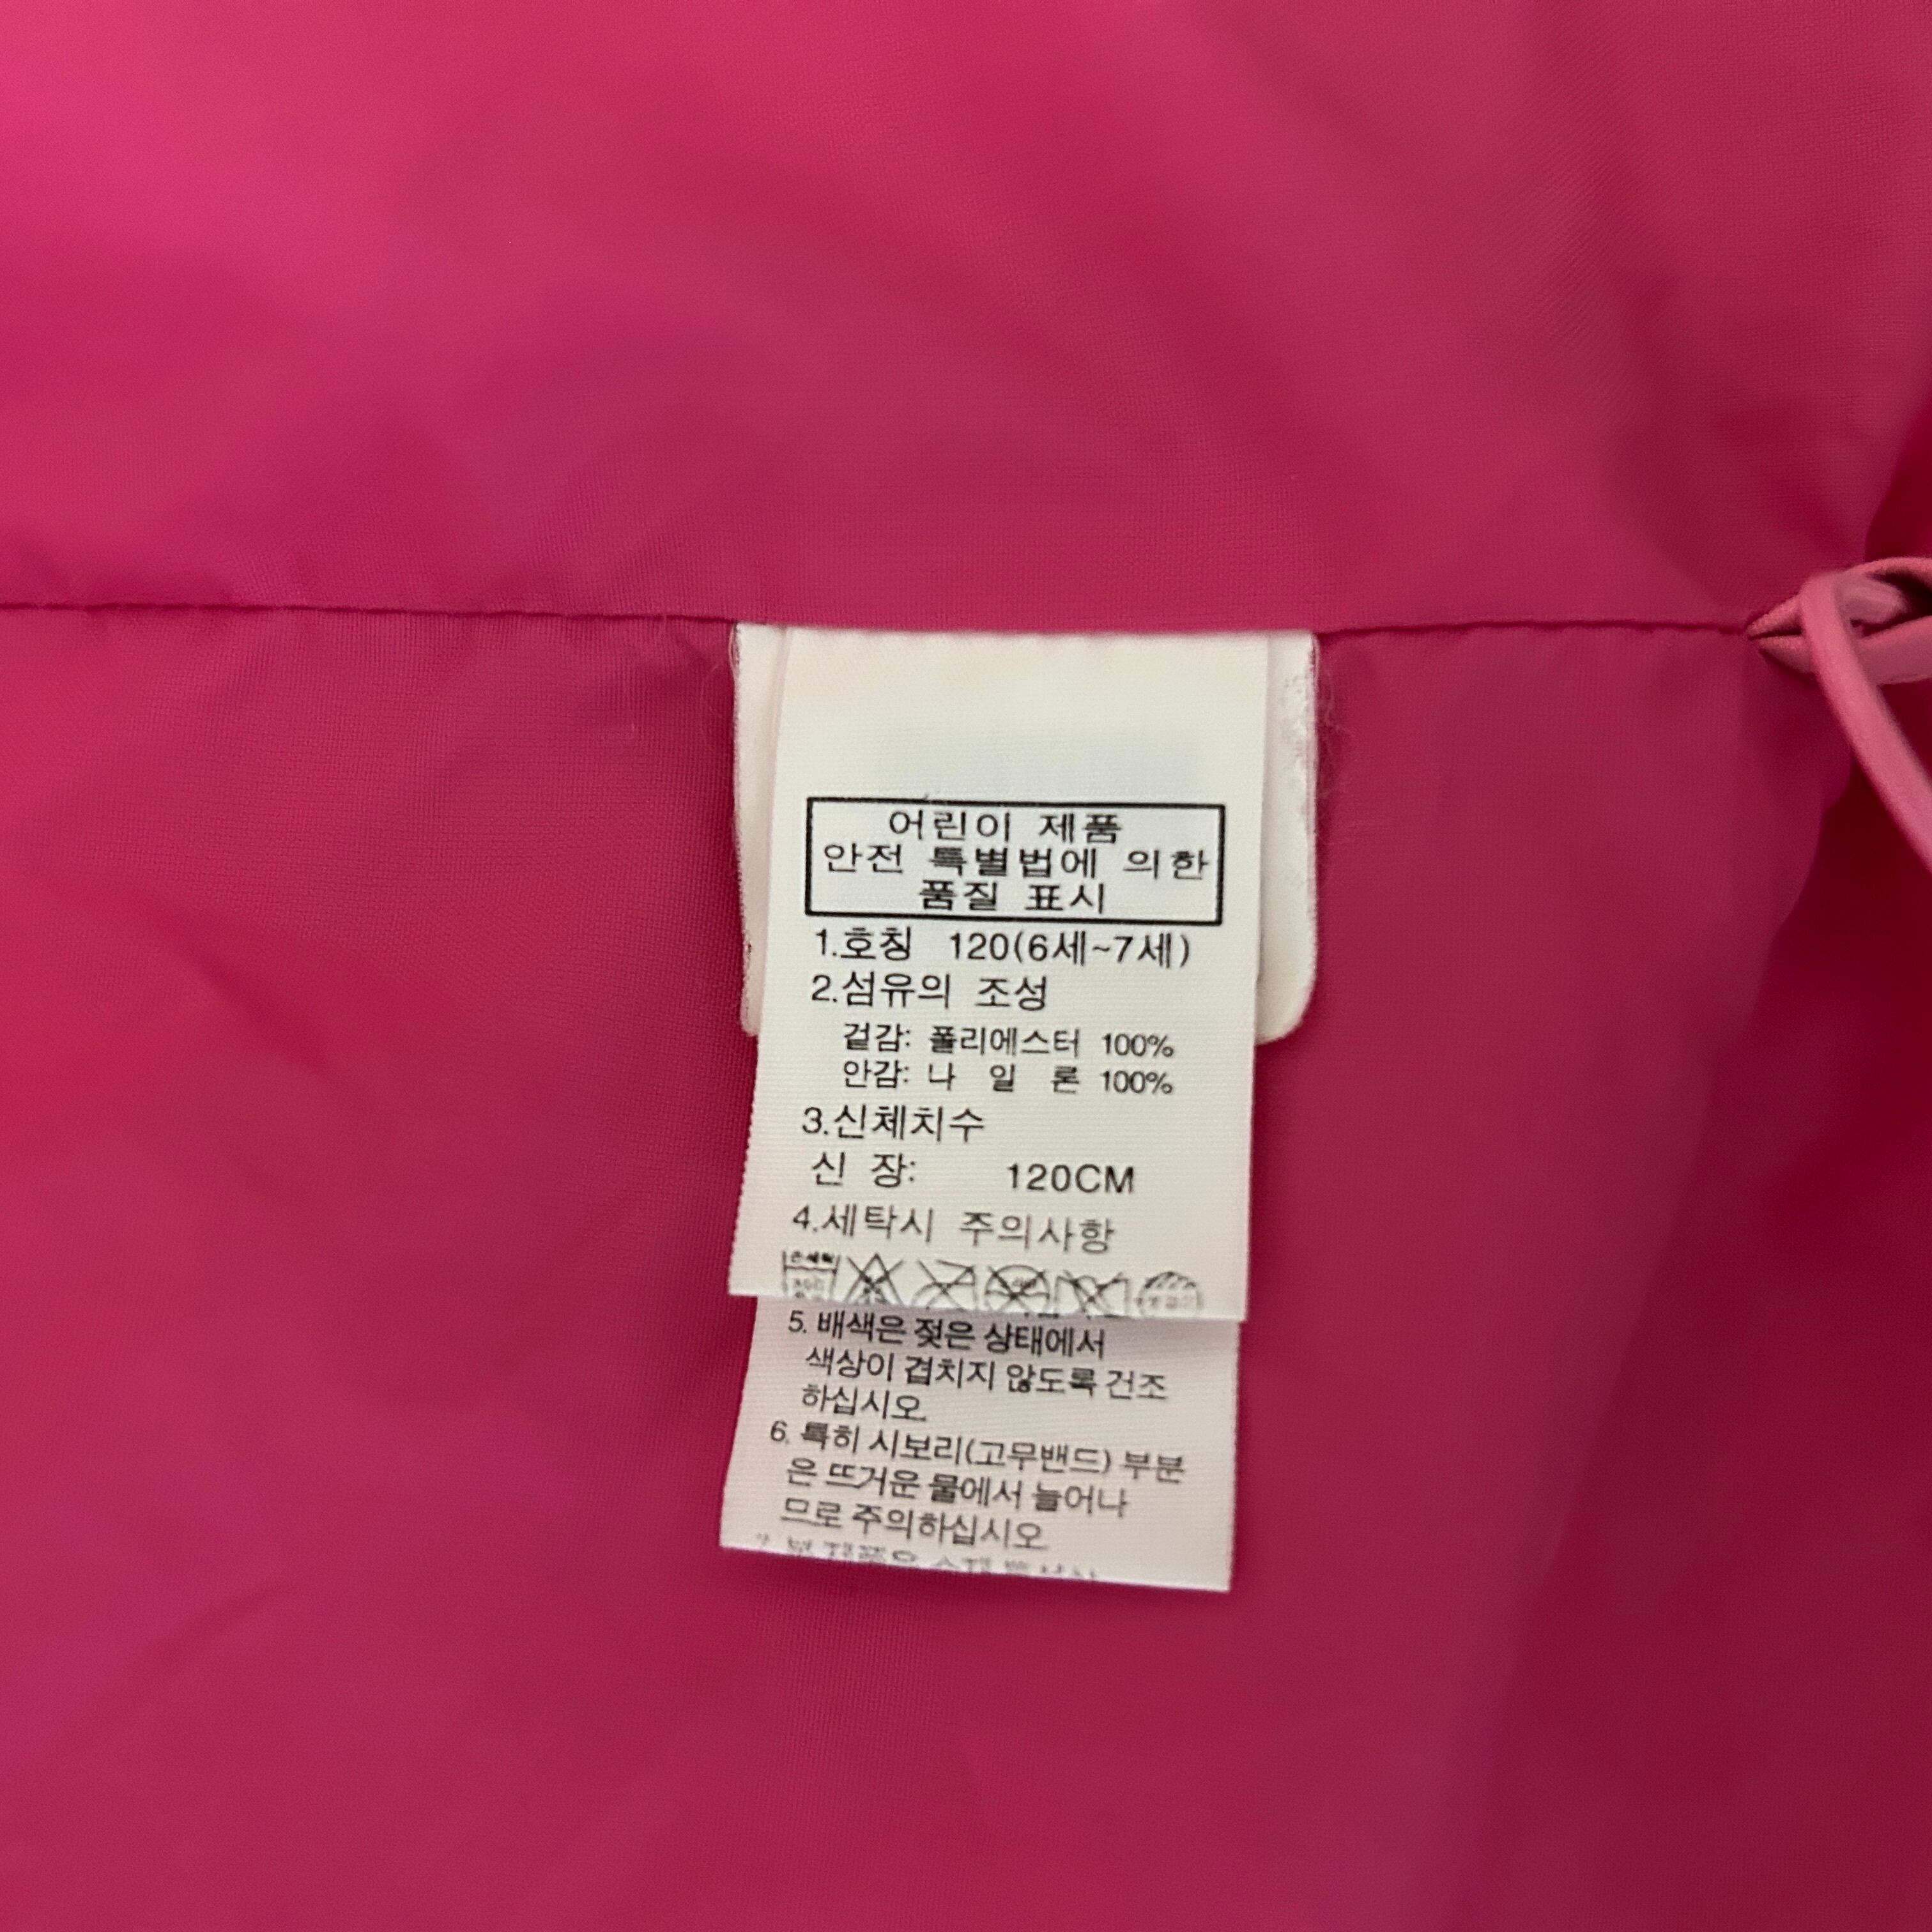 어린이 제품
안전 특별법에 의한
품질 표시
1.호칭 120(6세~7세)
2.섬유의 조성
겉감: 폴리에스터 100%
안감: 나 일 론 100%
3.신체치수
신 장: 120CM
4.세탁시 주의사항
손세탁
5. 배색은 젖은 상태에서
색상이 겹치지 않도록 건조
하십시오.
6. 특히 시보리(고무밴드) 부분
은 뜨거운 물에서 늘어나
므로 주의하십시오.